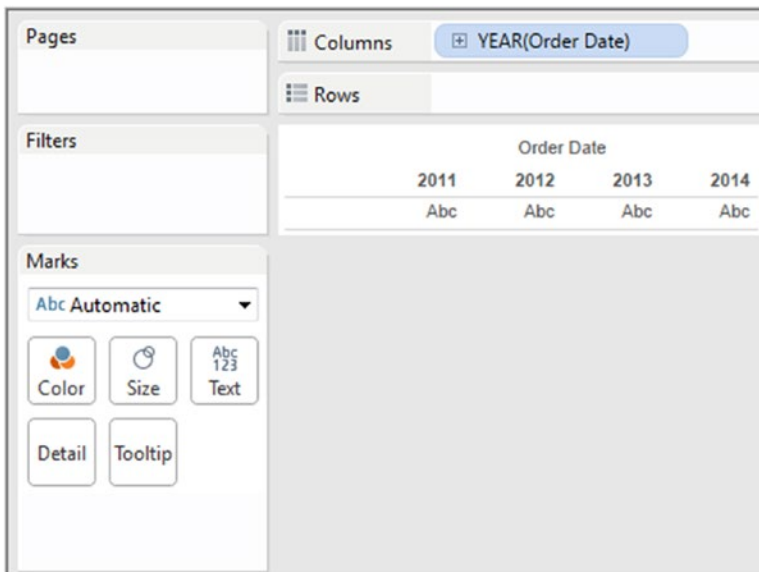 Pages
Columns
YEAR(Order Date)
Rows
Filters
Order Date
2011 2012 2013 2014
Abc Abc Abc Abc
Marks
Abc Automatic
Color
Size
Abc
123
Text
Detail
Tooltip